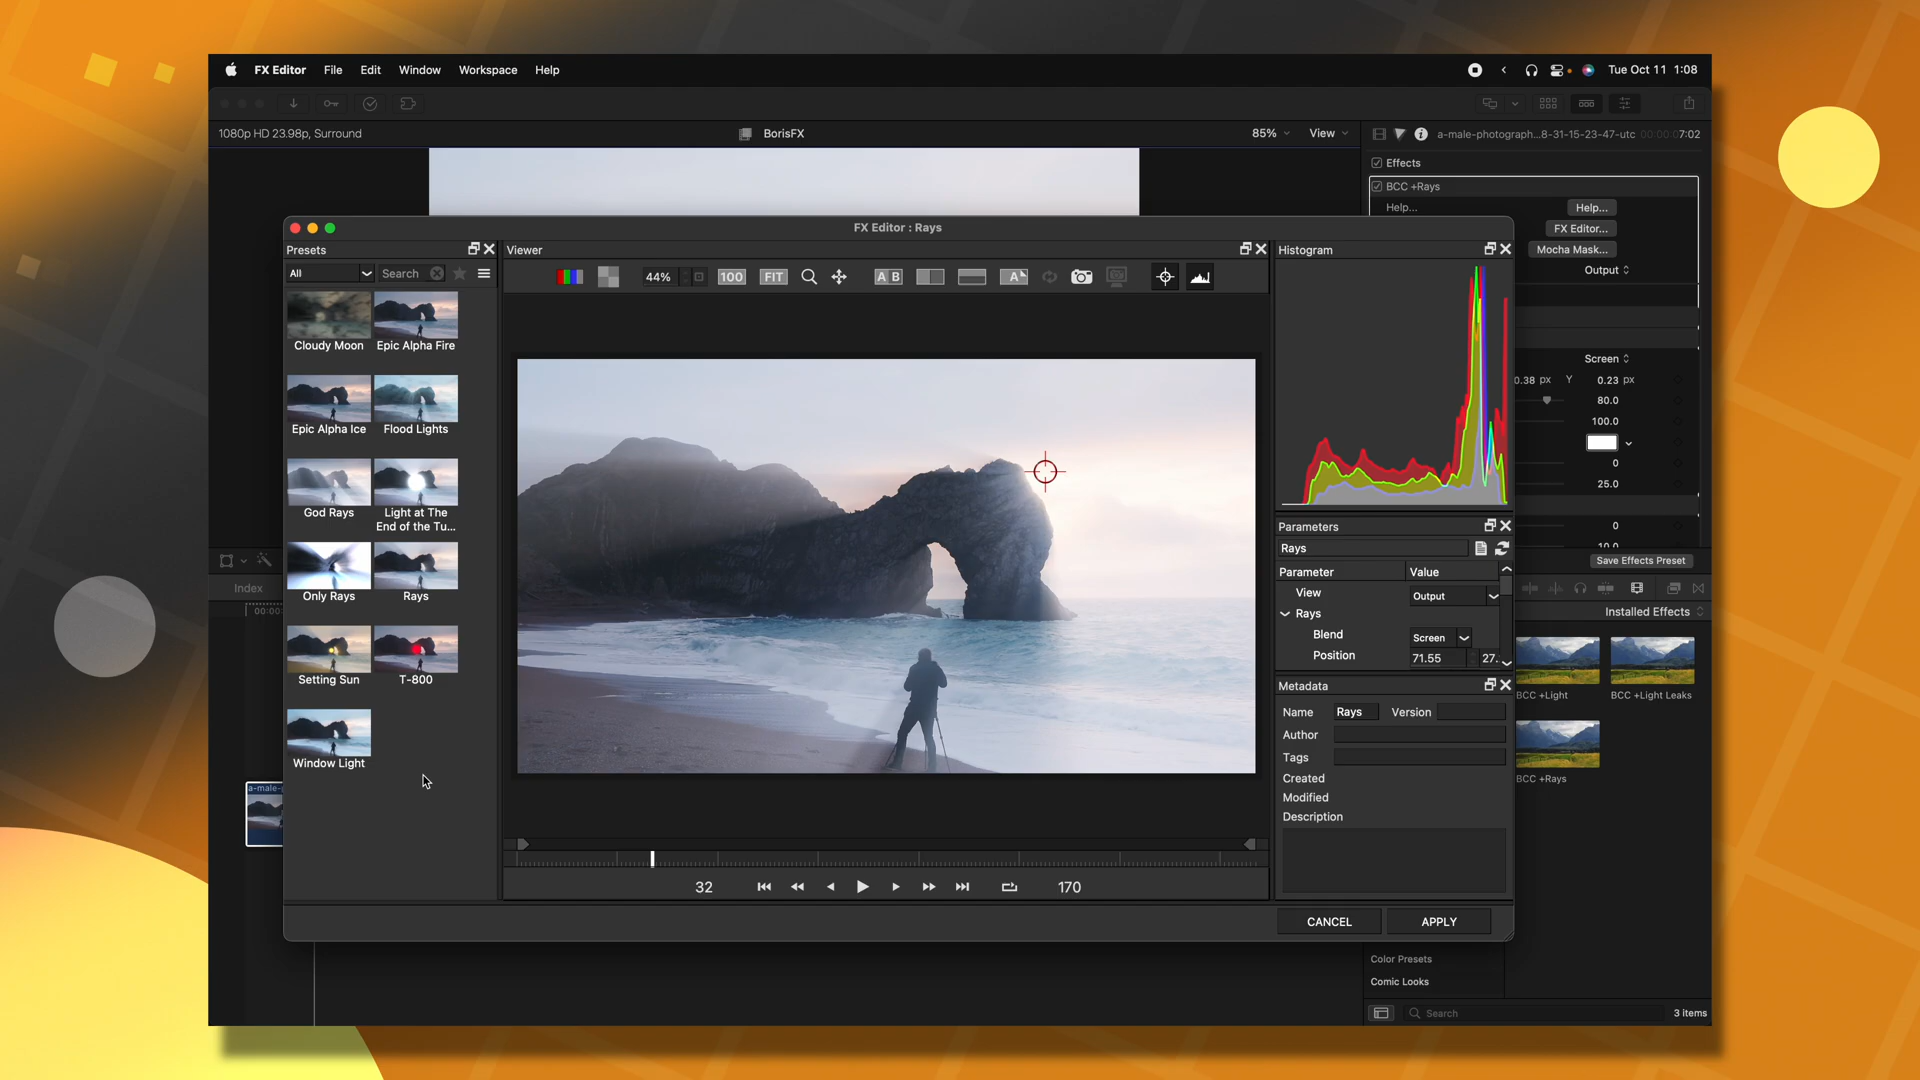 FX Editor File Edit Window Workspace Help
Tue Oct 11 1:08
1080p HD 23.98p, Surround
BorisFX
85% View
a-male-photograph...8-31-15-23-47-utc 00:00:07:02
Effects
BCC +Rays
Help... Help...
FX Editor...
Mocha Mask...
Output
Screen
0.38 px Y 0.23 px
80.0
100.0
0
25.0
0
10.0
Save Effects Preset
Installed Effects
BCC +Light BCC +Light Leaks
BCC +Rays
Color Presets
Comic Looks
Search
3 items
Index
a-male-
FX Editor : Rays
Presets
All Search
Cloudy Moon Epic Alpha Fire
Epic Alpha Ice Flood Lights
God Rays Light at The
End of the Tu...
Only Rays Rays
Setting Sun T-800
Window Light
Viewer
44% 100 FIT A B A
32 170
Histogram
Parameters
Rays
Parameter Value
View Output
Rays
Blend Screen
Position 71.55 27.
Metadata
Name Rays Version
Author
Tags
Created
Modified
Description
CANCEL APPLY